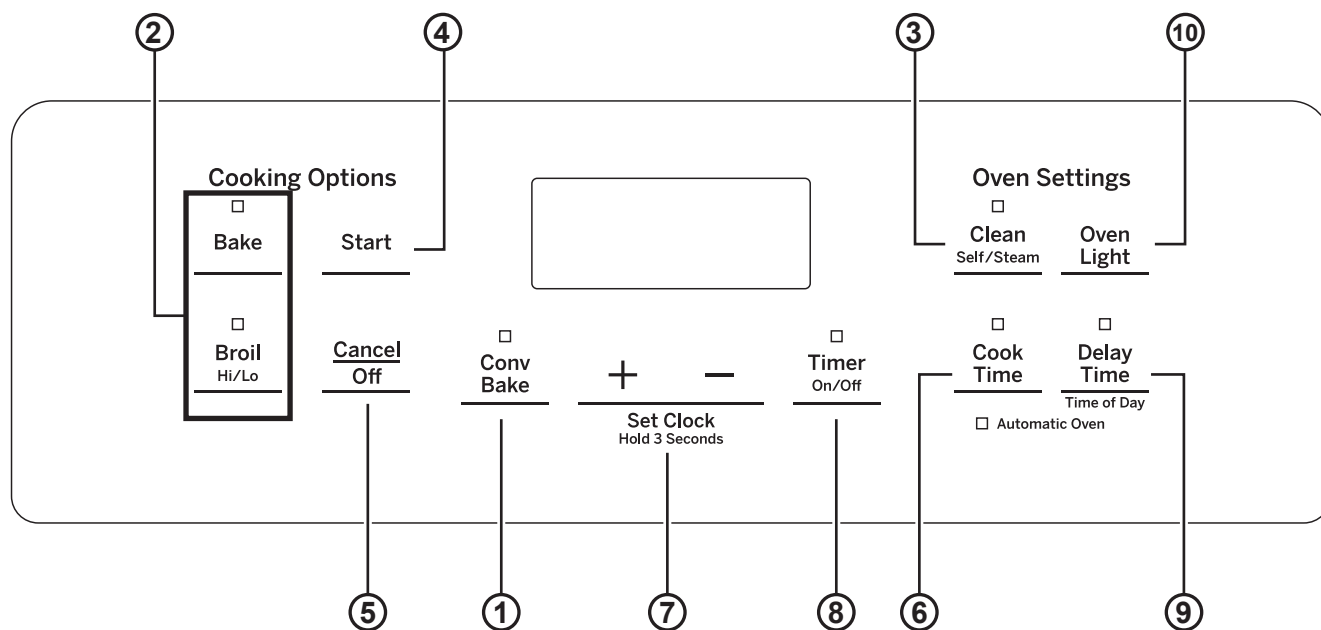 2
4
3
10
Cooking Options
Oven Settings
Bake
Start
Clean
Self/Steam
Oven
Light
Broil
Hi/Lo
Cancel
Off
Conv
Bake
+ −
Set Clock
Hold 3 Seconds
Timer
On/Off
Cook
Time
Delay
Time
Time of Day
Automatic Oven
5
1
7
8
6
9